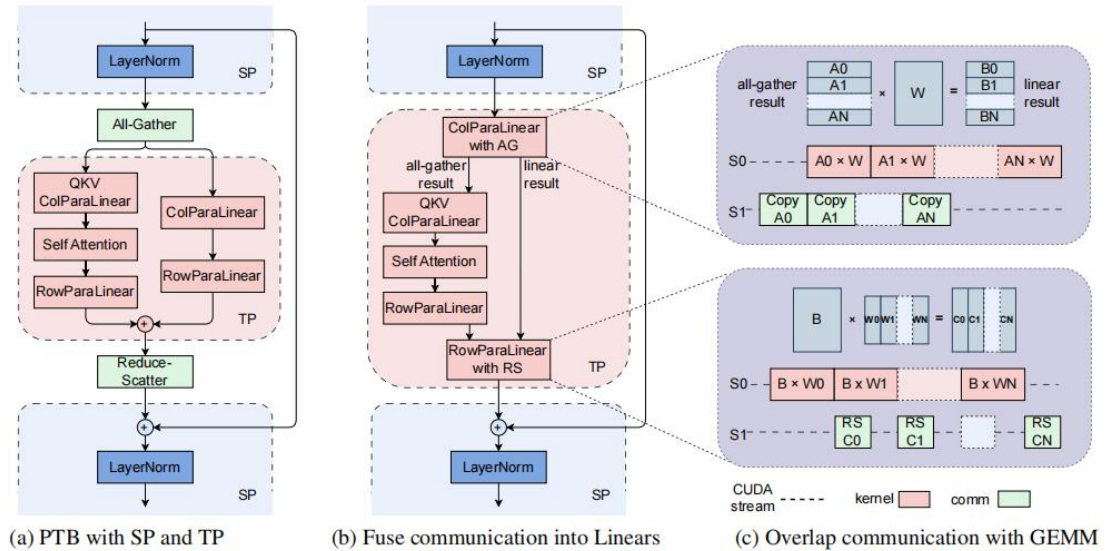 LayerNorm
SP
All-Gather
QKV
ColParaLinear
Self Attention
RowParaLinear
ColParaLinear
RowParaLinear
+
TP
Reduce-
Scatter
+
LayerNorm
SP
(a) PTB with SP and TP
LayerNorm
SP
ColParaLinear
with AG
all-gather
result
linear
result
QKV
ColParaLinear
Self Attention
RowParaLinear
RowParaLinear
with RS
TP
+
LayerNorm
SP
(b) Fuse communication into Linears
all-gather
result
A0
A1
AN
×
W
=
B0
B1
BN
linear
result
S0
A0 × W
A1 × W
AN × W
S1
Copy
A0
Copy
A1
Copy
AN
B
×
W0
W1
WN
=
C0
C1
CN
S0
B × W0
B x W1
B x WN
S1
RS
C0
RS
C1
RS
CN
CUDA
stream
kernel
comm
(c) Overlap communication with GEMM